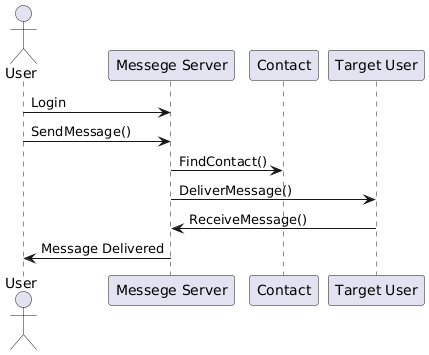 User
Messege Server
Contact
Target User
Login
SendMessage()
FindContact()
DeliverMessage()
ReceiveMessage()
Message Delivered
User
Messege Server
Contact
Target User